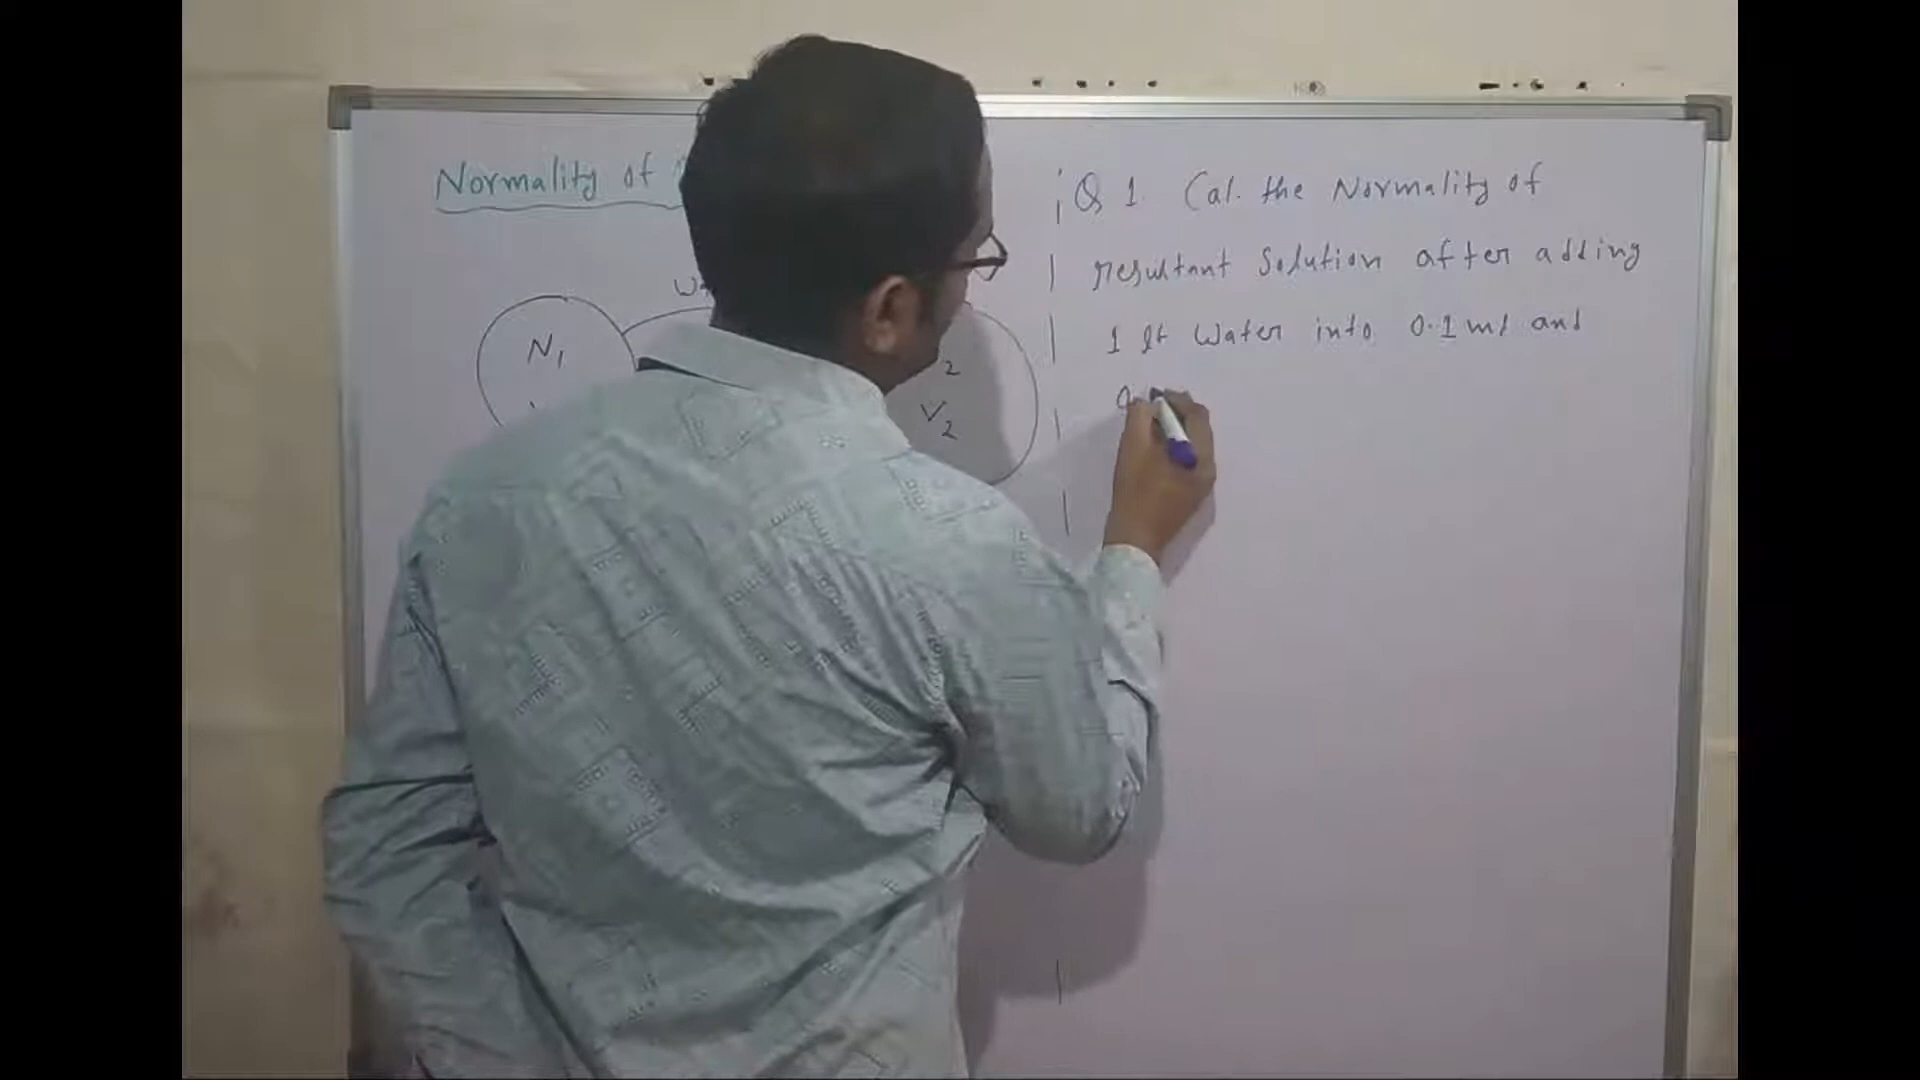 Normality of
N1
2
V2
Q 1. Cal. the Normality of
resultant Solution after adding
1 lt Water into 0.1 ml and